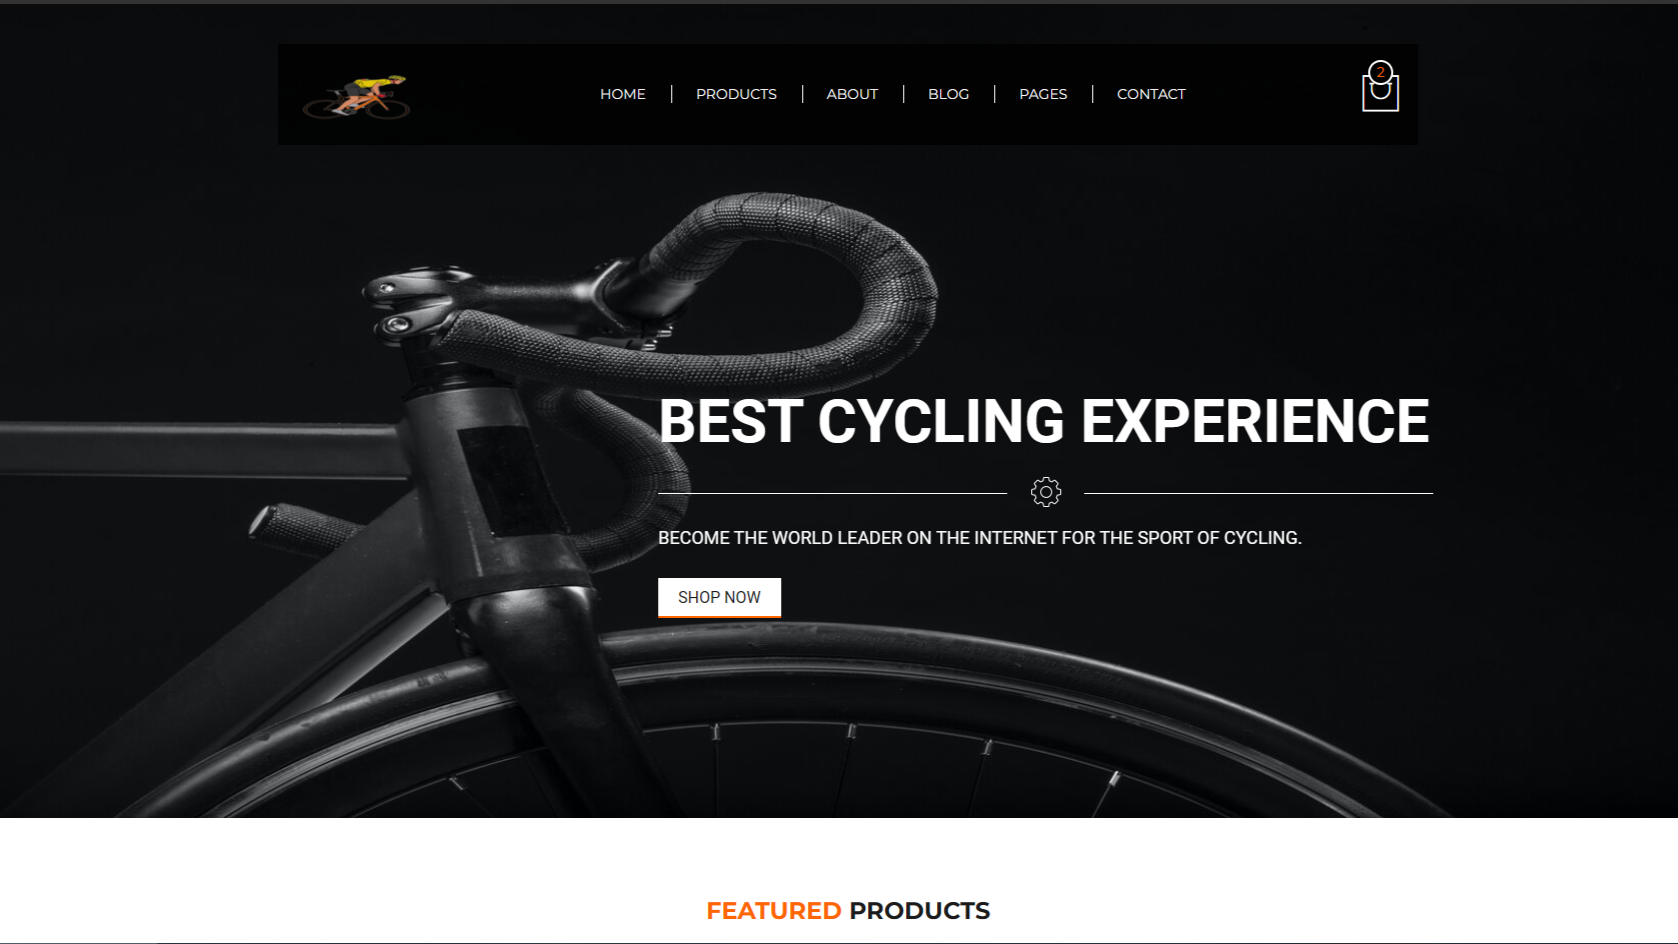 HOME
PRODUCTS
ABOUT
BLOG
PAGES
CONTACT
2
BEST CYCLING EXPERIENCE
BECOME THE WORLD LEADER ON THE INTERNET FOR THE SPORT OF CYCLING.
SHOP NOW
FEATURED PRODUCTS